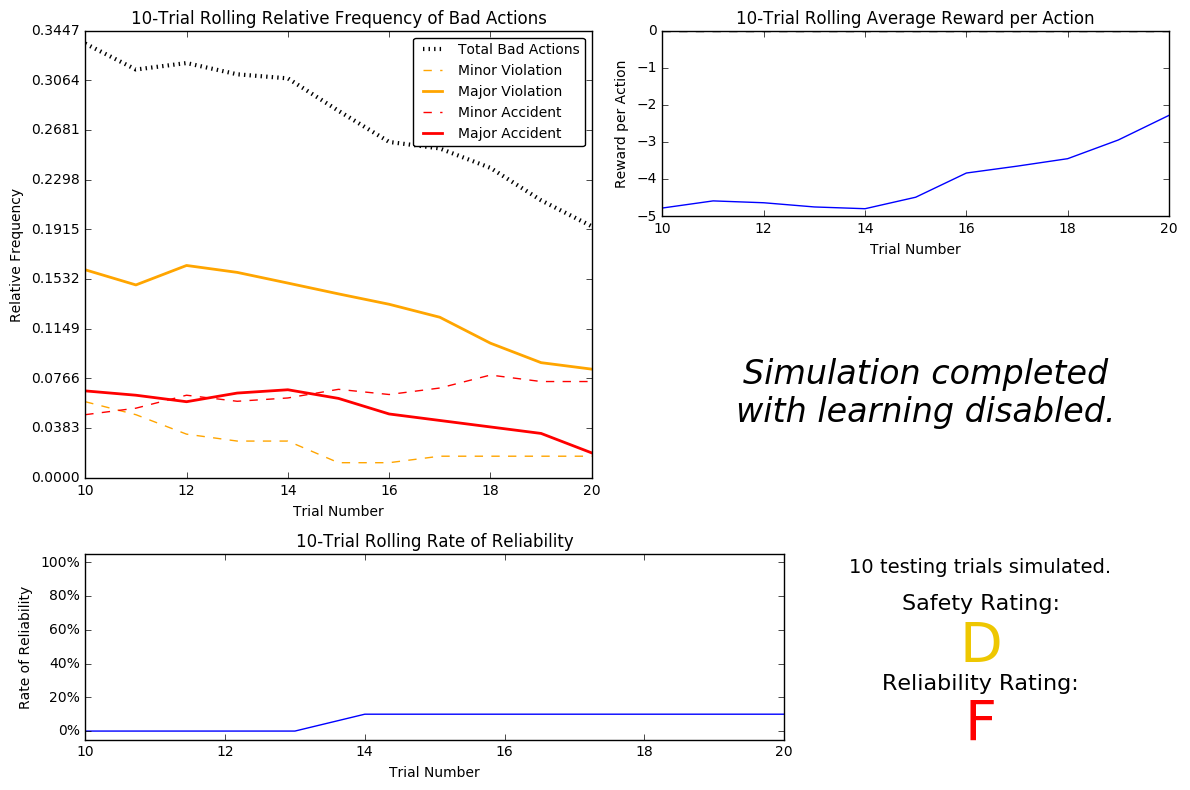 10-Trial Rolling Relative Frequency of Bad Actions
0.3447
0.3064
0.2681
0.2298
0.1915
0.1532
0.1149
0.0766
0.0383
0.0000
Relative Frequency
Total Bad Actions
Minor Violation
Major Violation
Minor Accident
Major Accident
10 12 14 16 18 20
Trial Number
10-Trial Rolling Average Reward per Action
0
−1
−2
−3
−4
−5
Reward per Action
10 12 14 16 18 20
Trial Number
Simulation completed
with learning disabled.
10-Trial Rolling Rate of Reliability
100%
80%
60%
40%
20%
0%
Rate of Reliability
10 12 14 16 18 20
Trial Number
10 testing trials simulated.
Safety Rating:
D
Reliability Rating:
F